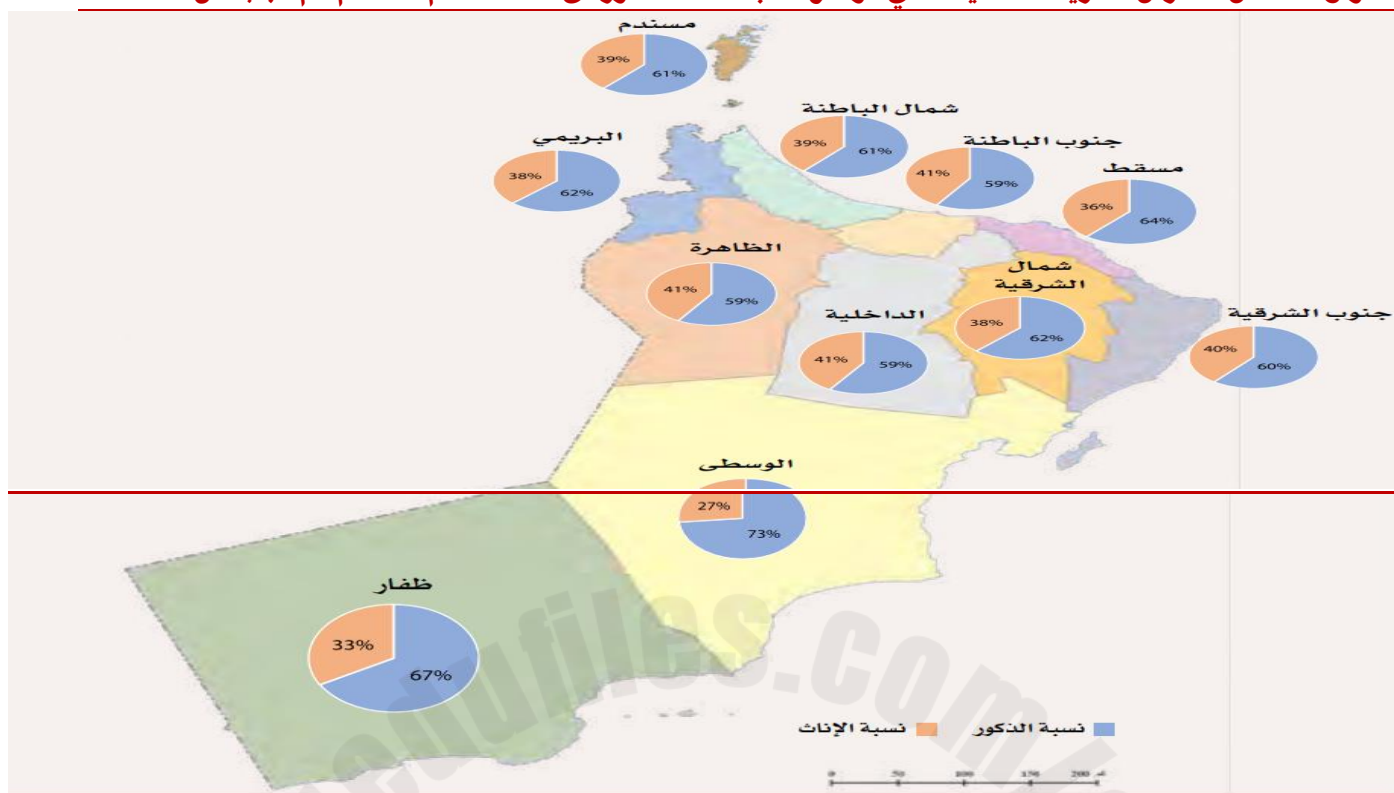 مسندم
39%
61%
شمال الباطنة
39%
61%
البريمي
38%
62%
جنوب الباطنة
41%
59%
مسقط
36%
64%
الظاهرة
41%
59%
شمال
الشرقية
38%
62%
الداخلية
41%
59%
جنوب الشرقية
40%
60%
الوسطى
27%
73%
ظفار
33%
67%
نسبة الذكور
نسبة الإناث
0 50 100 150 200
edufiles.com/